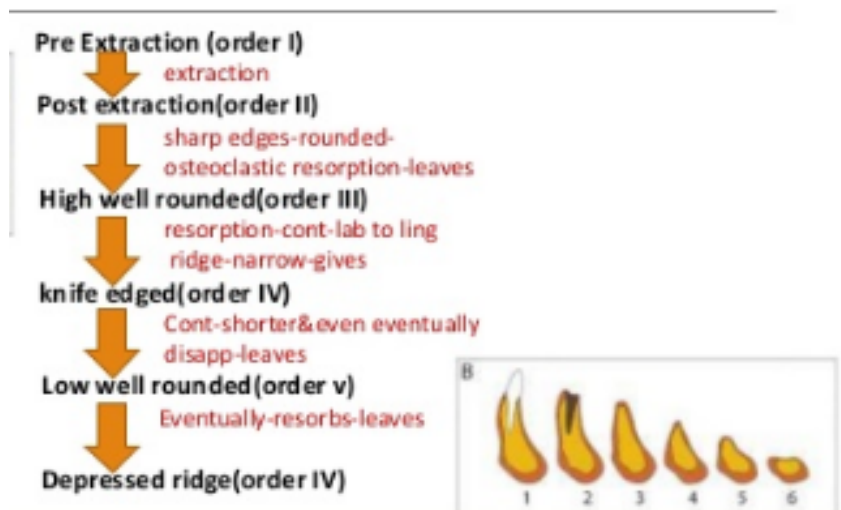 Pre Extraction (order I)
extraction
Post extraction(order II)
sharp edges-rounded-
osteoclastic resorption-leaves
High well rounded(order III)
resorption-cont-lab to ling
ridge-narrow-gives
knife edged(order IV)
Cont-shorter&even eventually
disapp-leaves
Low well rounded(order v)
Eventually-resorbs-leaves
Depressed ridge(order IV)
B
1 2 3 4 5 6